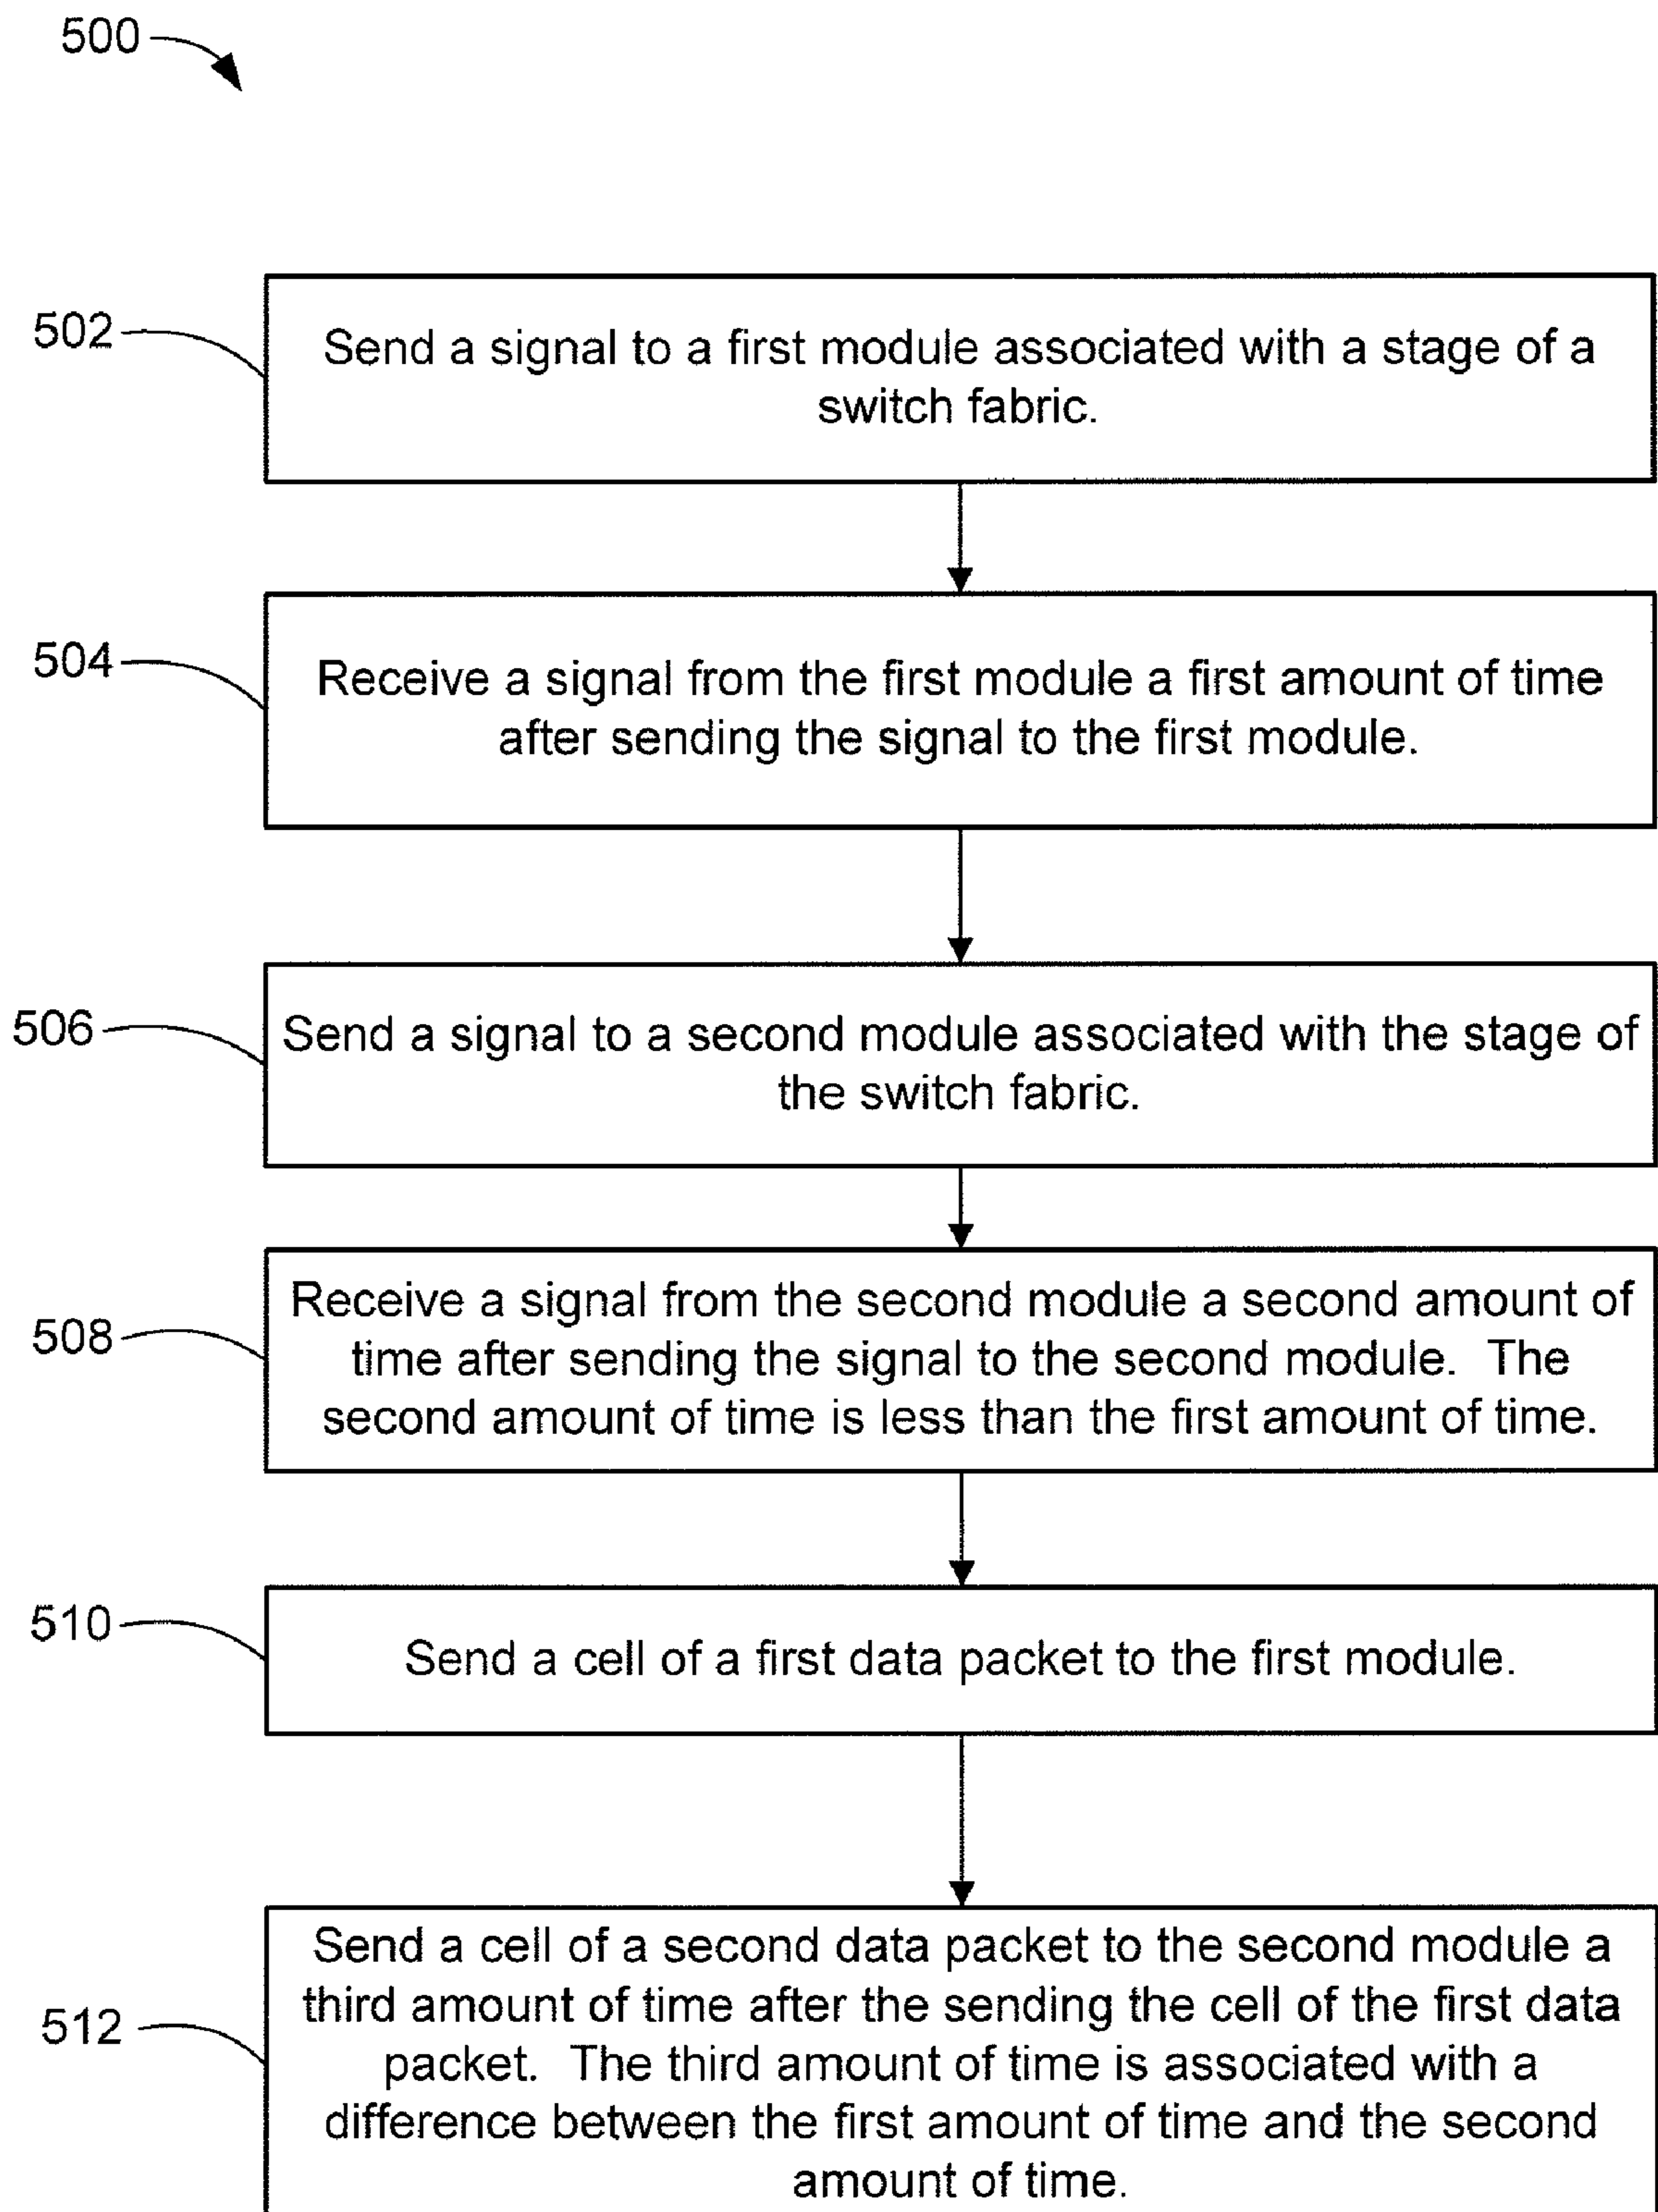 500
502
Send a signal to a first module associated with a stage of a
switch fabric.
504
Receive a signal from the first module a first amount of time
after sending the signal to the first module.
506
Send a signal to a second module associated with the stage of
the switch fabric.
508
Receive a signal from the second module a second amount of
time after sending the signal to the second module. The
second amount of time is less than the first amount of time.
510
Send a cell of a first data packet to the first module.
512
Send a cell of a second data packet to the second module a
third amount of time after the sending the cell of the first data
packet. The third amount of time is associated with a
difference between the first amount of time and the second
amount of time.